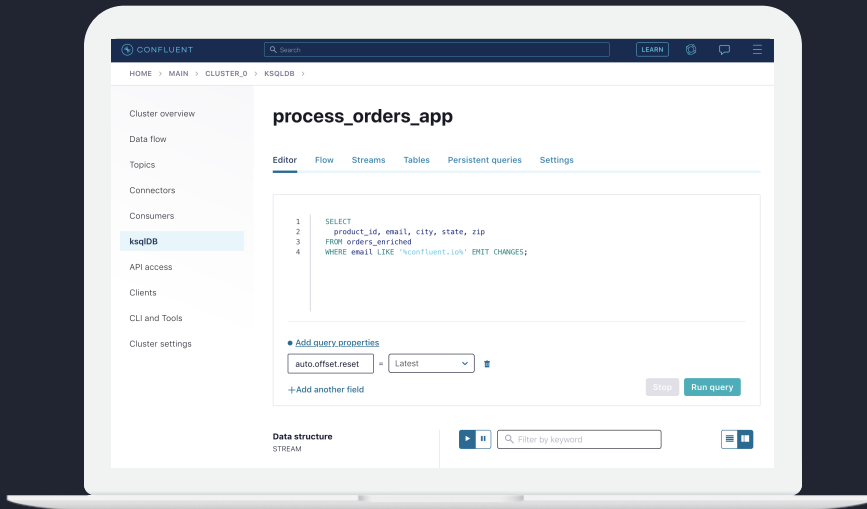 CONFLUENT
Search
LEARN
HOME > MAIN > CLUSTER_0 > KSQLDB >
Cluster overview
Data flow
Topics
Connectors
Consumers
ksqlDB
API access
Clients
CLI and Tools
Cluster settings
process_orders_app
Editor Flow Streams Tables Persistent queries Settings
1 SELECT
2 product_id, email, city, state, zip
3 FROM orders_enriched
4 WHERE email LIKE '%confluent.io%' EMIT CHANGES;
Add query properties
auto.offset.reset = Latest
+Add another field
Stop Run query
Data structure
STREAM
Filter by keyword